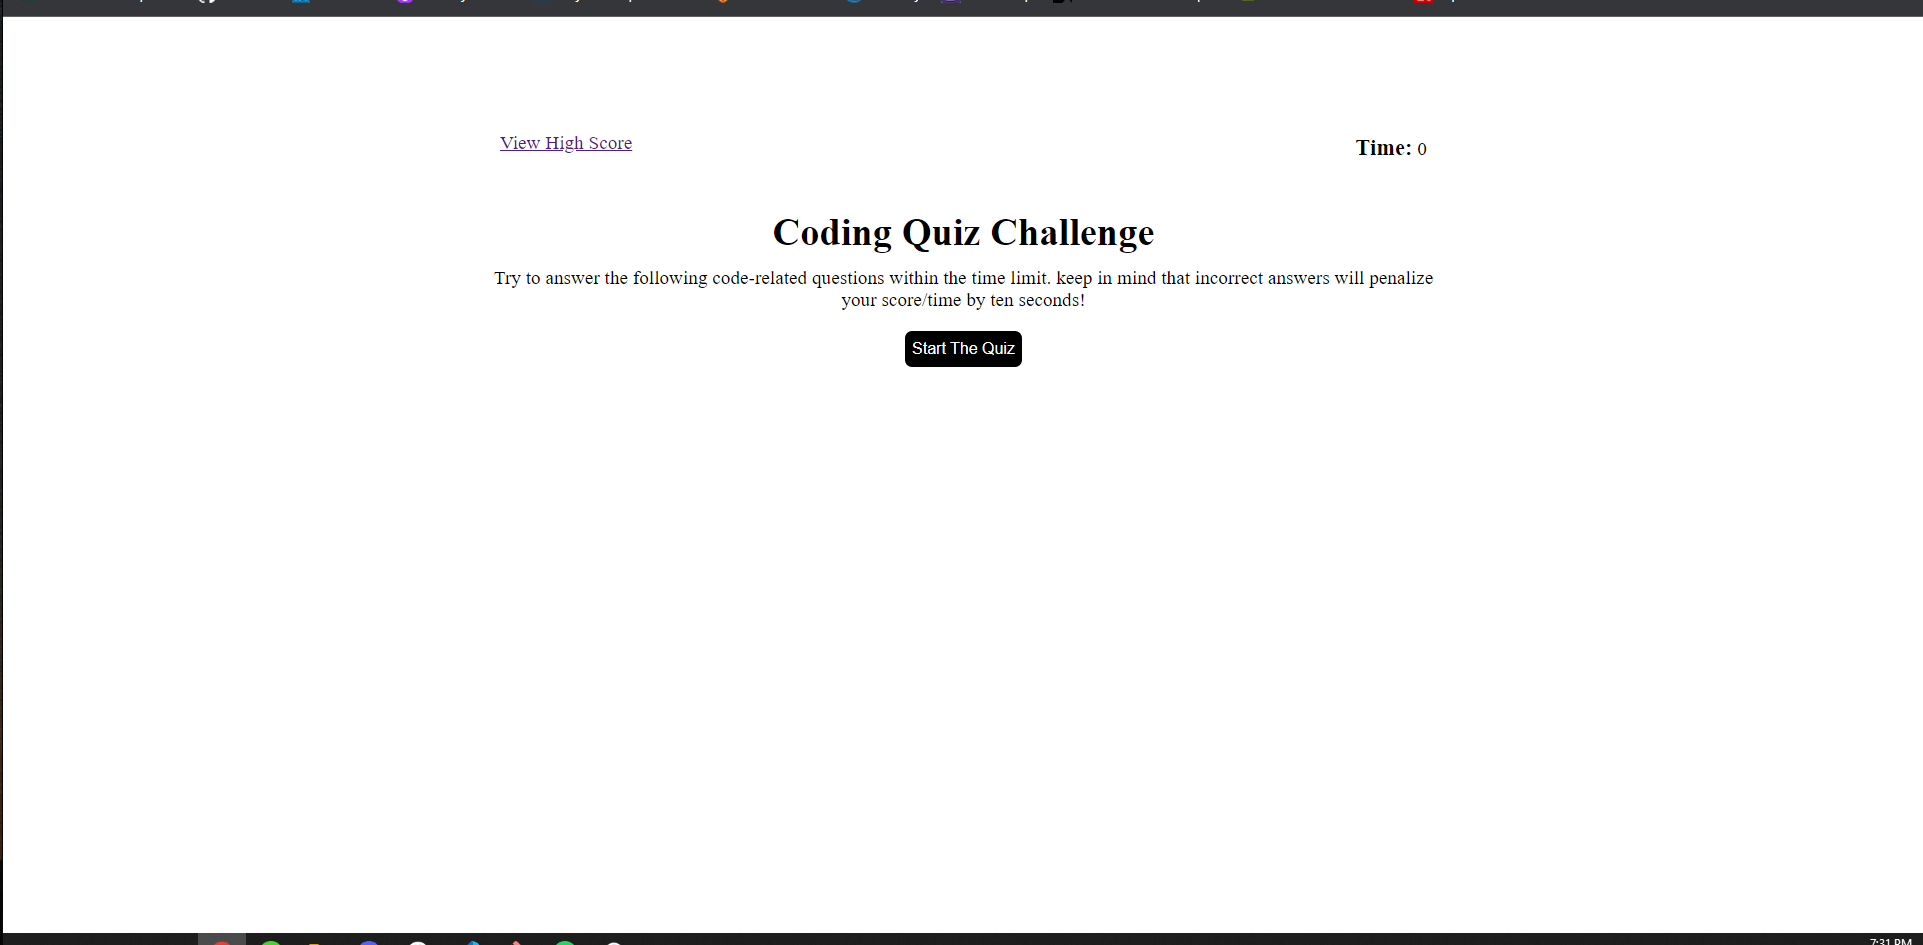 View High Score
Time: 0
Coding Quiz Challenge
Try to answer the following code-related questions within the time limit. keep in mind that incorrect answers will penalize
your score/time by ten seconds!
Start The Quiz
7:31 PM